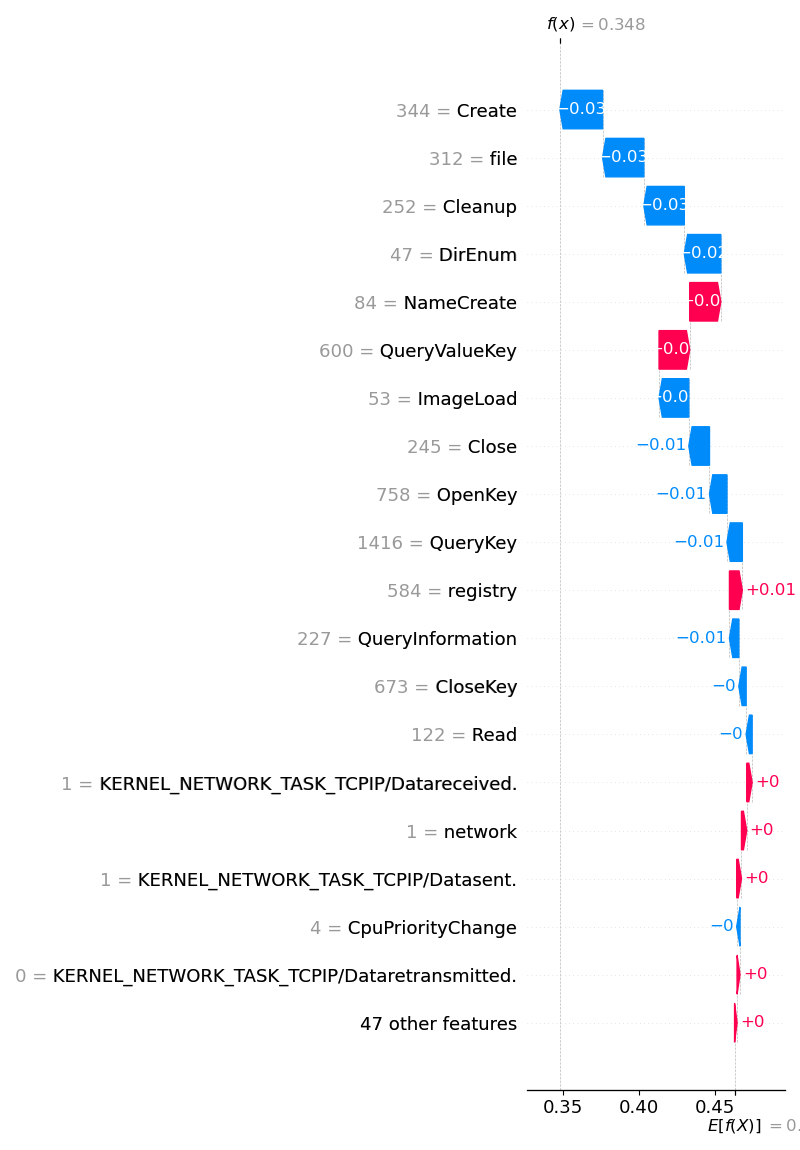 f(x) = 0.348
344 = Create −0.03
312 = file −0.03
252 = Cleanup −0.03
47 = DirEnum −0.02
84 = NameCreate
600 = QueryValueKey
53 = ImageLoad
245 = Close −0.01
758 = OpenKey −0.01
1416 = QueryKey −0.01
584 = registry +0.01
227 = QueryInformation −0.01
673 = CloseKey −0
122 = Read −0
1 = KERNEL_NETWORK_TASK_TCPIP/Datareceived. +0
1 = network +0
1 = KERNEL_NETWORK_TASK_TCPIP/Datasent. +0
4 = CpuPriorityChange −0
0 = KERNEL_NETWORK_TASK_TCPIP/Dataretransmitted. +0
47 other features +0
0.35 0.40 0.45
E[f(X)] = 0.